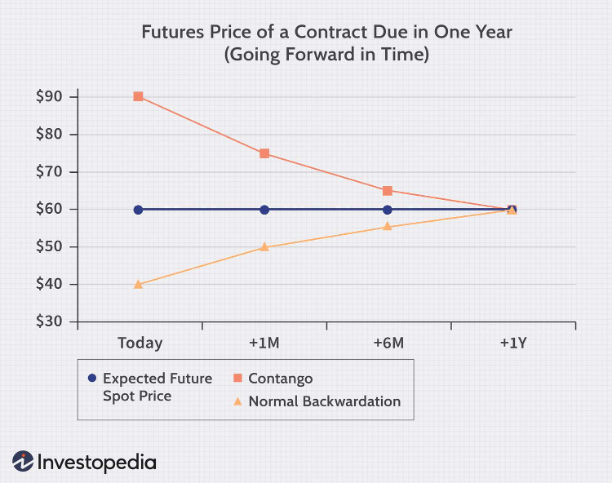 Futures Price of a Contract Due in One Year
(Going Forward in Time)
$90
$80
$70
$60
$50
$40
$30
Today +1M +6M +1Y
Expected Future Spot Price
Contango
Normal Backwardation
Investopedia